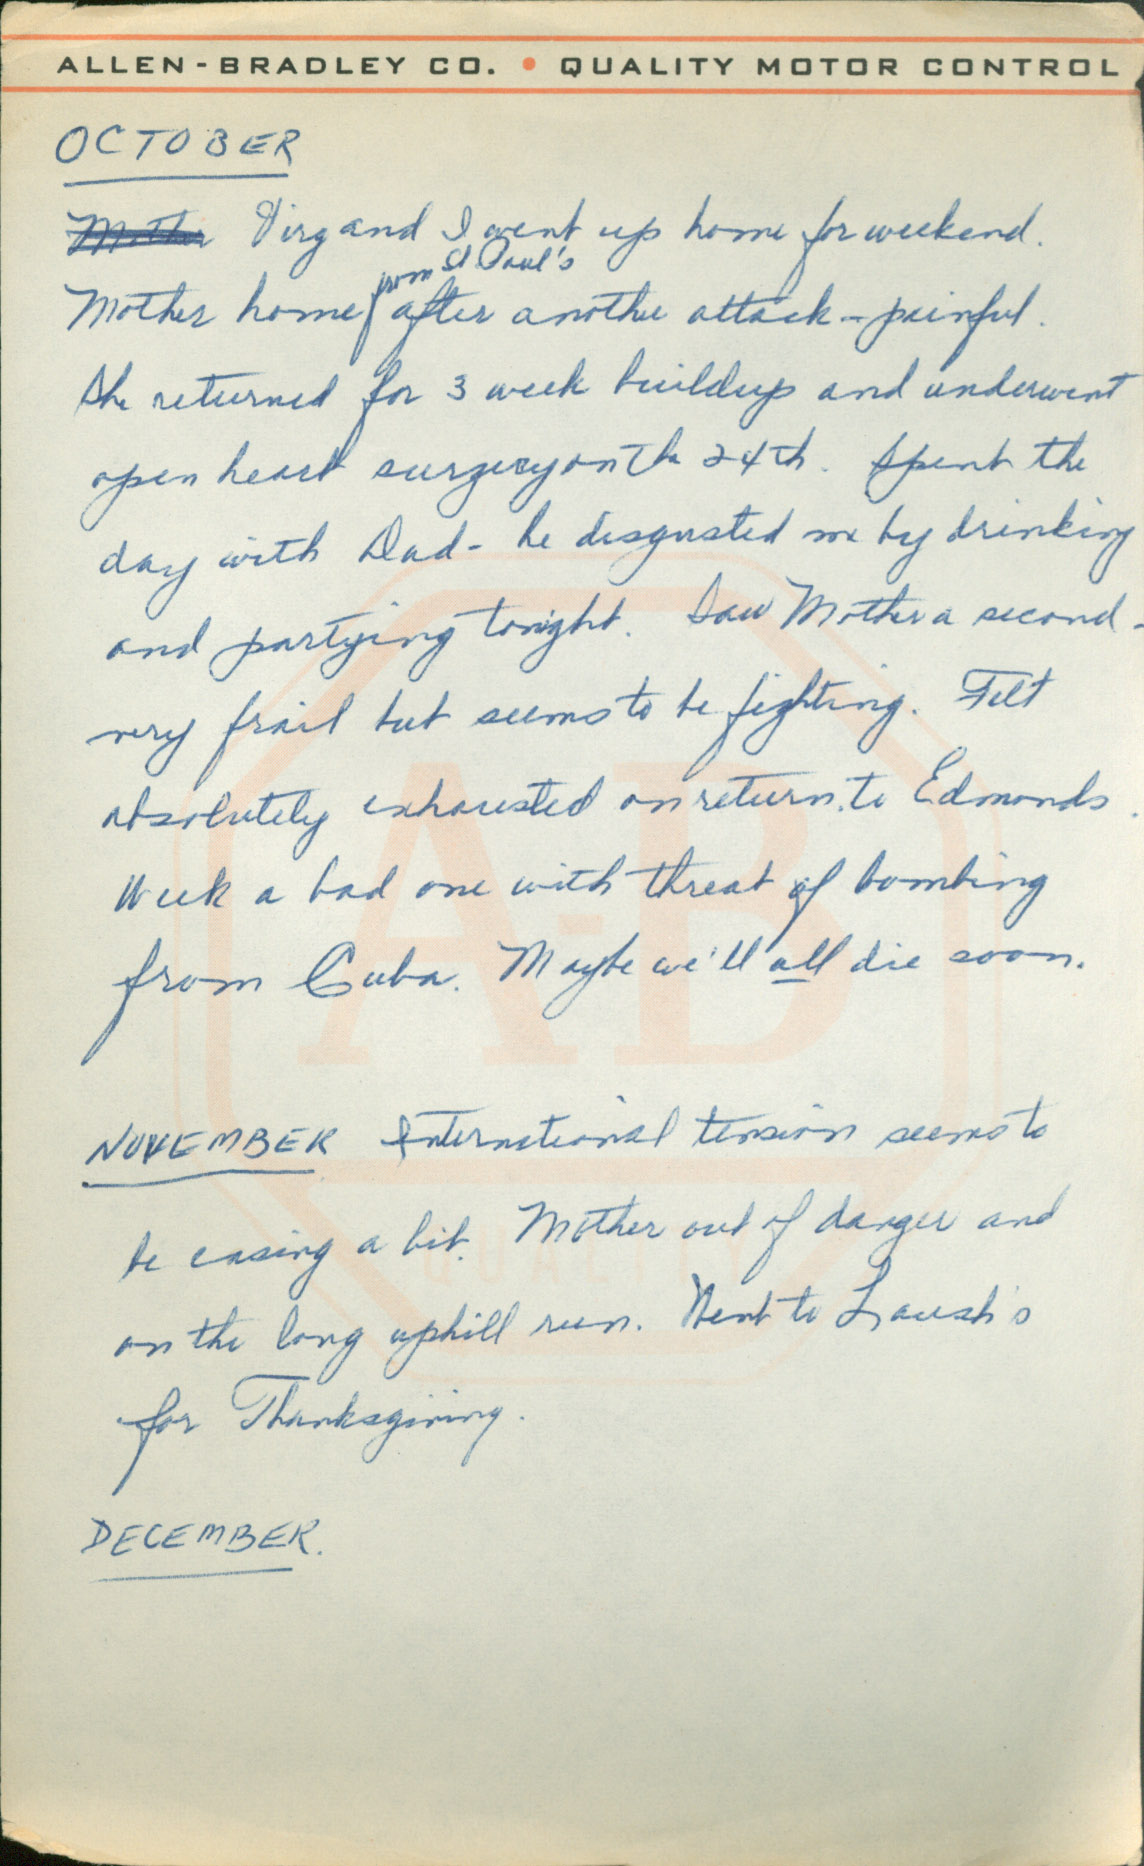 ALLEN-BRADLEY CO. • QUALITY MOTOR CONTROL
OCTOBER
Mother Virg and I went up home for weekend.
from St Paul's
Mother home after another attack - painful.
She returned for 3 week buildup and underwent
open heart surgery on the 24th. Spent the
day with Dad - he disgusted me by drinking
and partying tonight. Saw Mother a second -
very frail but seems to be fighting. Felt
absolutely exhausted on return to Edmonds.
Week a bad one with threat of bombing
from Cuba. Maybe we'll all die soon.
A-B
NOVEMBER International tension seems to
be easing a bit. Mother out of danger and
QUALITY
on the long uphill run. Went to
for Thanksgiving.
DECEMBER.